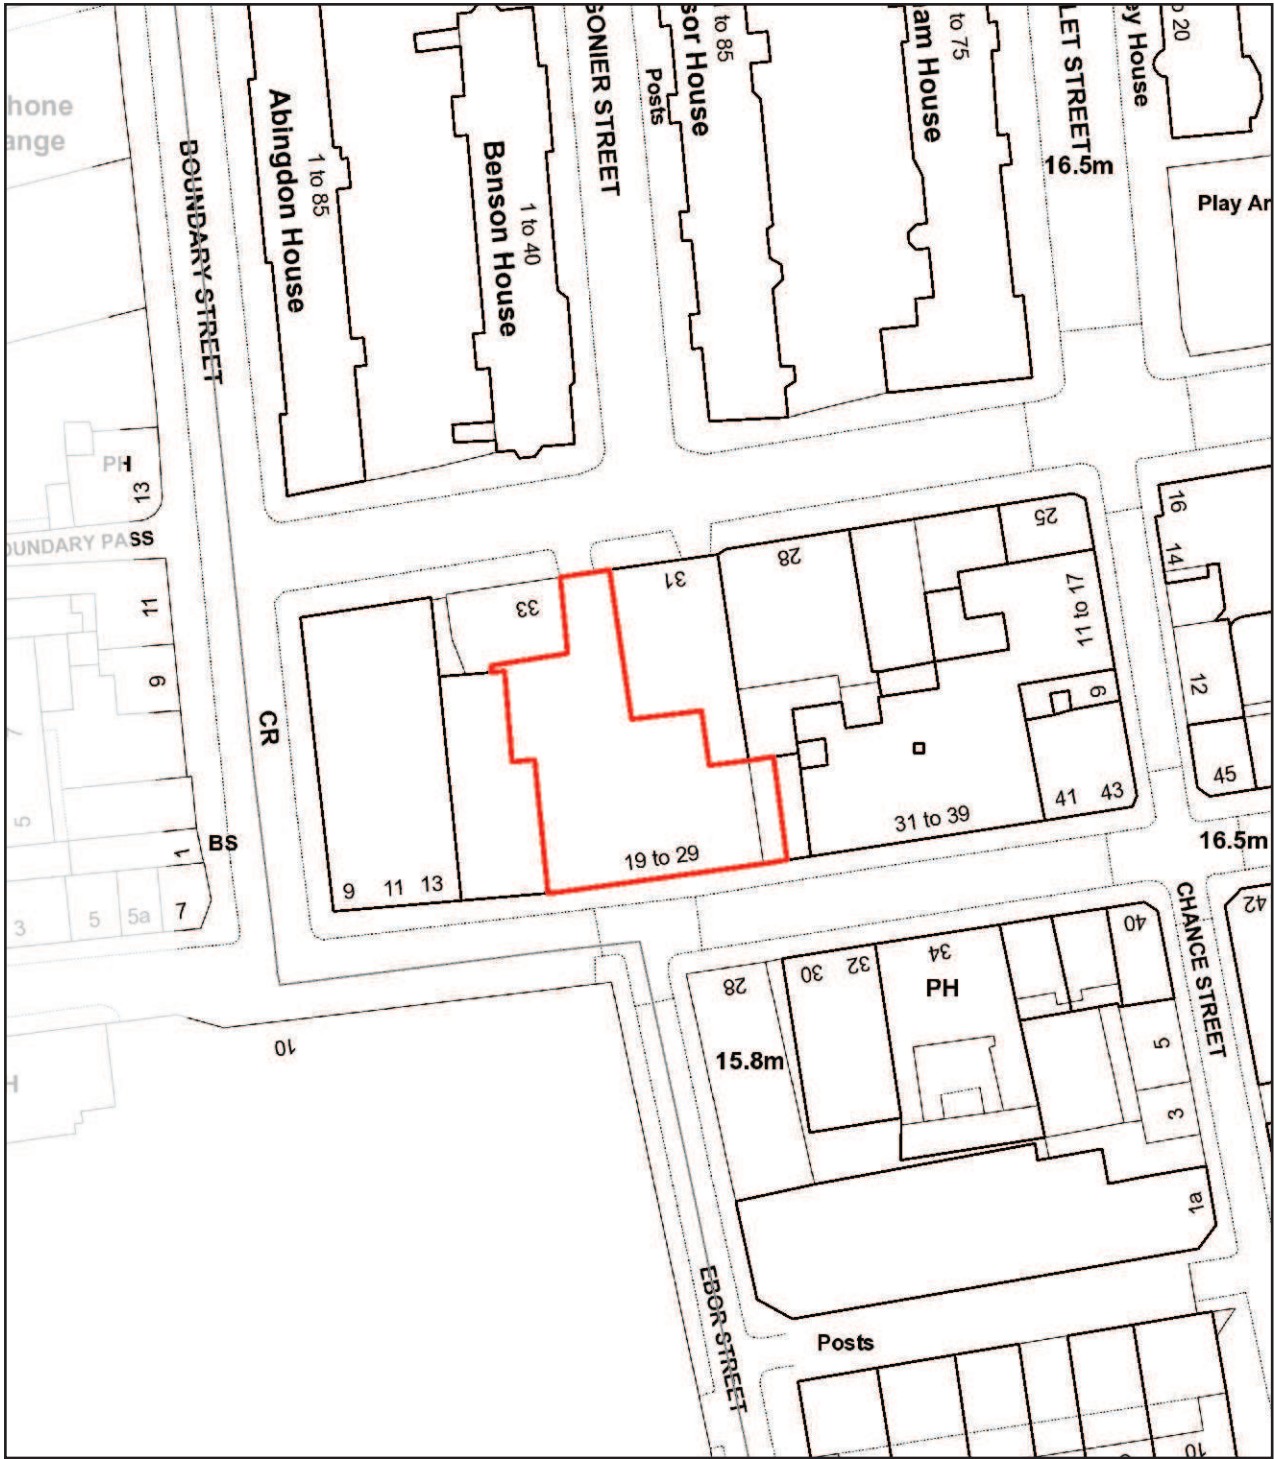 hone
ange
BOUNDARY STREET
Abingdon House
1 to 85
Benson House
1 to 40
GONIER STREET
Posts
sor House
to 85
am House
to 75
LET STREET
16.5m
ey House
o 20
Play Ar
PH
13
OUNDARY PASS
11
9
7
5
1
BS
3
5
5a
7
CR
33
31
28
25
11 to 17
16
14
12
45
9
11
13
19 to 29
31 to 39
9
41
43
16.5m
CHANCE STREET
42
40
34
PH
32
30
28
15.8m
5
3
1a
10
H
EBOR STREET
Posts
10